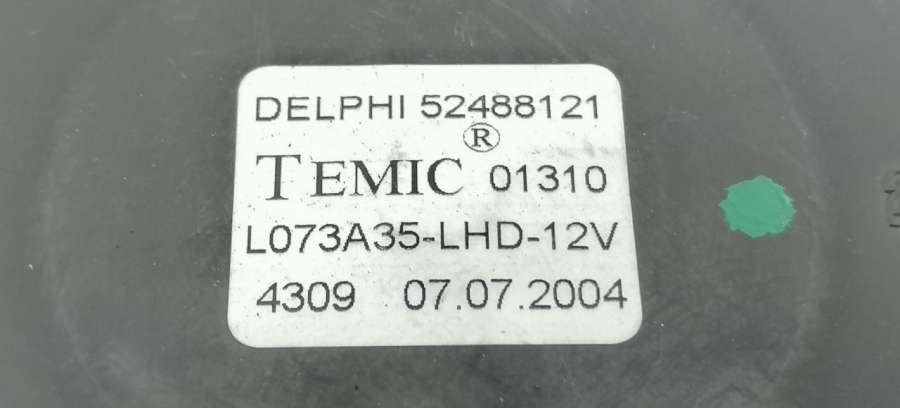 DELPHI 52488121
TEMIC® 01310
L073A35-LHD-12V
4309 07.07.2004